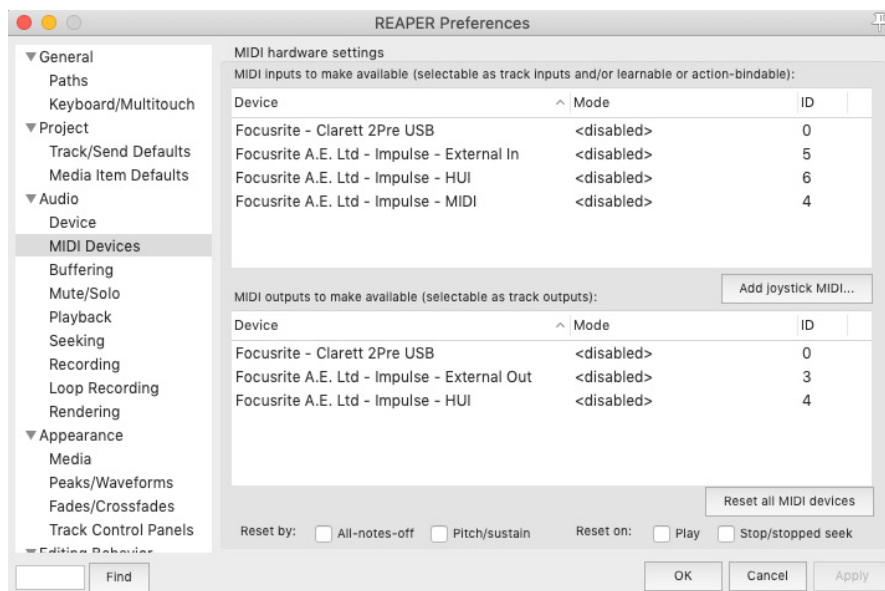 REAPER Preferences
General
Paths
Keyboard/Multitouch
Project
Track/Send Defaults
Media Item Defaults
Audio
Device
MIDI Devices
Buffering
Mute/Solo
Playback
Seeking
Recording
Loop Recording
Rendering
Appearance
Media
Peaks/Waveforms
Fades/Crossfades
Track Control Panels
Editing Behavior
Find
MIDI hardware settings
MIDI inputs to make available (selectable as track inputs and/or learnable or action-bindable):
Device Mode ID
Focusrite - Clarett 2Pre USB <disabled> 0
Focusrite A.E. Ltd - Impulse - External In <disabled> 5
Focusrite A.E. Ltd - Impulse - HUI <disabled> 6
Focusrite A.E. Ltd - Impulse - MIDI <disabled> 4
Add joystick MIDI...
MIDI outputs to make available (selectable as track outputs):
Device Mode ID
Focusrite - Clarett 2Pre USB <disabled> 0
Focusrite A.E. Ltd - Impulse - External Out <disabled> 3
Focusrite A.E. Ltd - Impulse - HUI <disabled> 4
Reset all MIDI devices
Reset by: All-notes-off Pitch/sustain Reset on: Play Stop/stopped seek
OK Cancel Apply